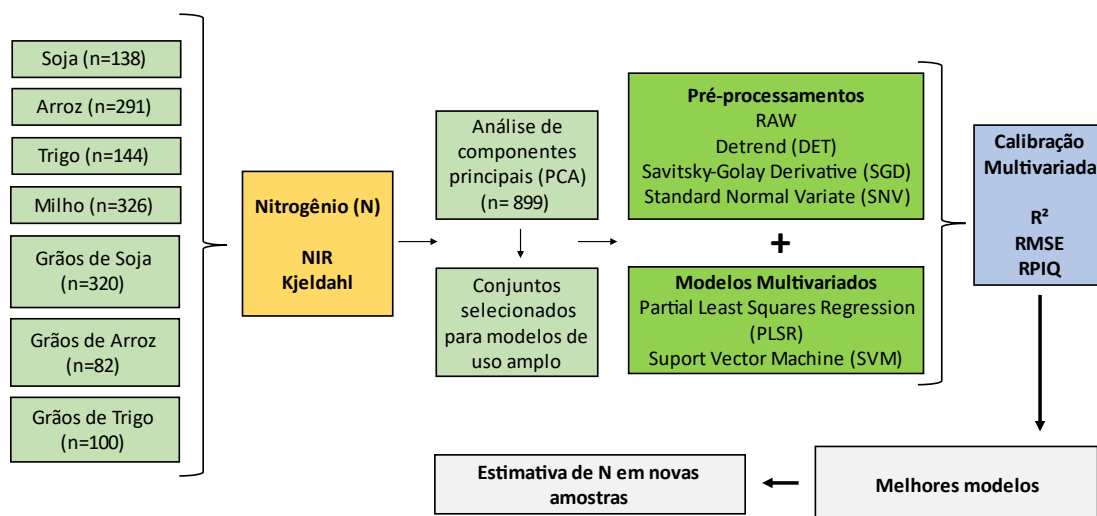 Soja (n=138)
Arroz (n=291)
Trigo (n=144)
Milho (n=326)
Grãos de Soja
(n=320)
Grãos de Arroz
(n=82)
Grãos de Trigo
(n=100)
Nitrogênio (N)
NIR
Kjeldahl
Análise de
componentes
principais (PCA)
(n= 899)
Conjuntos
selecionados
para modelos de
uso amplo
Pré-processamentos
RAW
Detrend (DET)
Savitsky-Golay Derivative (SGD)
Standard Normal Variate (SNV)
+
Modelos Multivariados
Partial Least Squares Regression
(PLSR)
Suport Vector Machine (SVM)
Calibração
Multivariada
R²
RMSE
RPIQ
Melhores modelos
Estimativa de N em novas
amostras